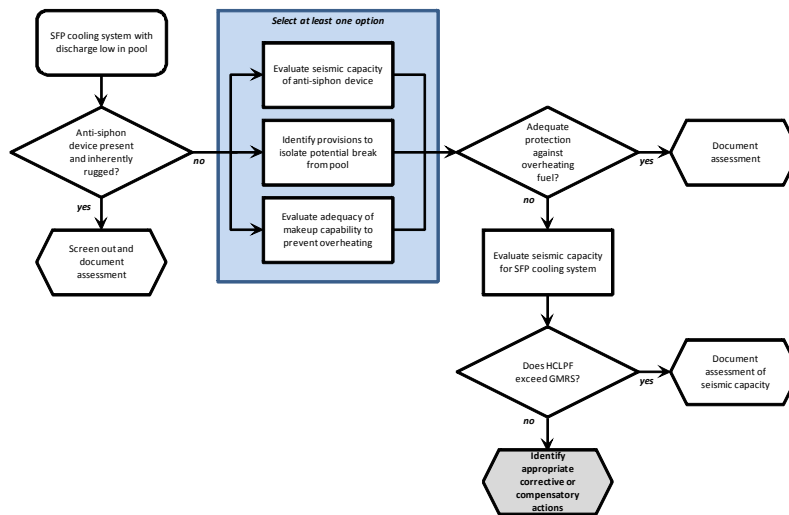 SFP cooling system with
discharge low in pool
Anti-siphon
device present
and inherently
rugged?
no
yes
Screen out and
document
assessment
Select at least one option
Evaluate seismic capacity
of anti-siphon device
Identify provisions to
isolate potential break
from pool
Evaluate adequacy of
makeup capability to
prevent overheating
Adequate
protection
against
overheating
fuel?
yes
Document
assessment
no
Evaluate seismic capacity
for SFP cooling system
Does HCLPF
exceed GMRS?
yes
Document
assessment of
seismic capacity
no
Identify
appropriate
corrective or
compensatory
actions